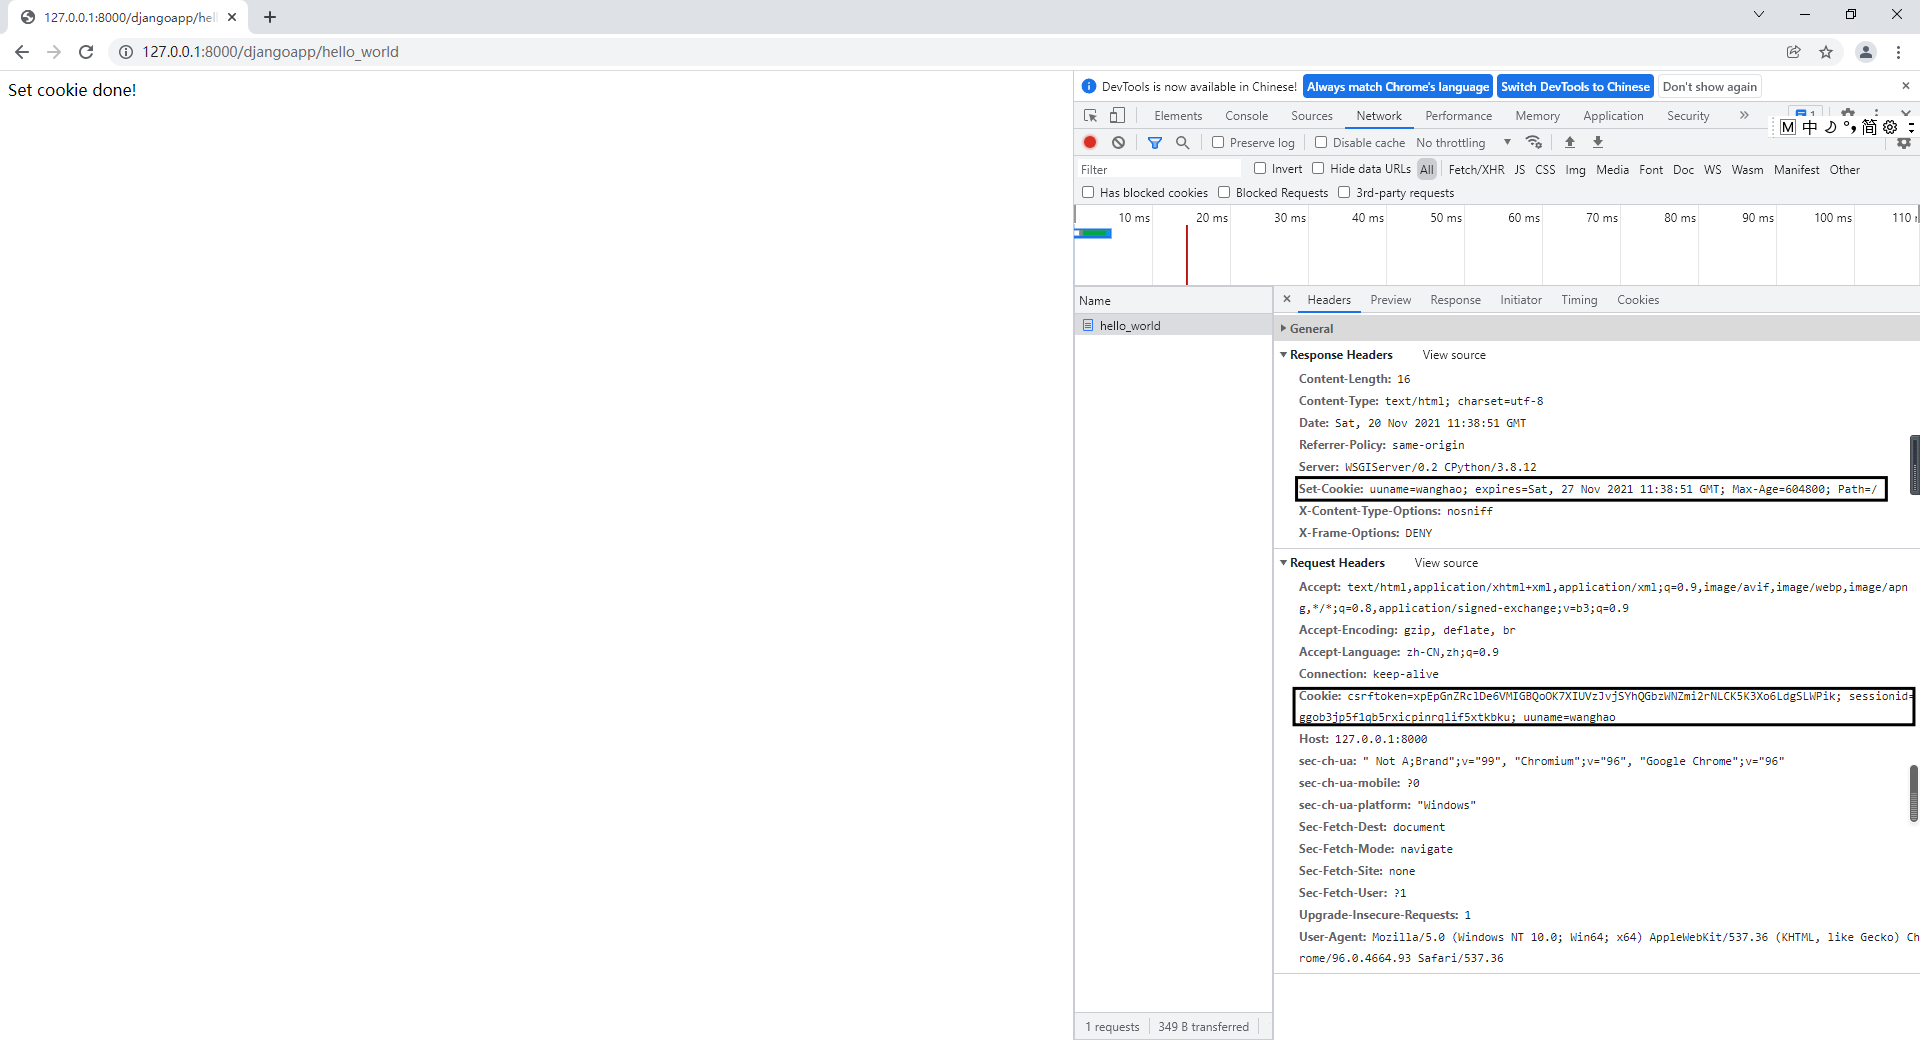 127.0.0.1:8000/djangoapp/hel
127.0.0.1:8000/djangoapp/hello_world
Set cookie done!
DevTools is now available in Chinese! Always match Chrome's language Switch DevTools to Chinese Don't show again
Elements Console Sources Network Performance Memory Application Security 1
M 中 简
Preserve log Disable cache No throttling
Filter Invert Hide data URLs All Fetch/XHR JS CSS Img Media Font Doc WS Wasm Manifest Other
Has blocked cookies Blocked Requests 3rd-party requests
10 ms 20 ms 30 ms 40 ms 50 ms 60 ms 70 ms 80 ms 90 ms 100 ms 110
Name
hello_world
Headers Preview Response Initiator Timing Cookies
General
Response Headers View source
Content-Length: 16
Content-Type: text/html; charset=utf-8
Date: Sat, 20 Nov 2021 11:38:51 GMT
Referrer-Policy: same-origin
Server: WSGIServer/0.2 CPython/3.8.12
Set-Cookie: uuname=wanghao; expires=Sat, 27 Nov 2021 11:38:51 GMT; Max-Age=604800; Path=/
X-Content-Type-Options: nosniff
X-Frame-Options: DENY
Request Headers View source
Accept: text/html,application/xhtml+xml,application/xml;q=0.9,image/avif,image/webp,image/apn
g,*/*;q=0.8,application/signed-exchange;v=b3;q=0.9
Accept-Encoding: gzip, deflate, br
Accept-Language: zh-CN,zh;q=0.9
Connection: keep-alive
Cookie: csrftoken=xpEpGnZRclDe6VMIGBQoOK7XIUVzJvjSYhQGbzWNZmi2rNLCK5K3Xo6LdgSLWPik; sessionid=
ggob3jp5f1qb5rxicpinrqlif5xtkbku; uuname=wanghao
Host: 127.0.0.1:8000
sec-ch-ua: " Not A;Brand";v="99", "Chromium";v="96", "Google Chrome";v="96"
sec-ch-ua-mobile: ?0
sec-ch-ua-platform: "Windows"
Sec-Fetch-Dest: document
Sec-Fetch-Mode: navigate
Sec-Fetch-Site: none
Sec-Fetch-User: ?1
Upgrade-Insecure-Requests: 1
User-Agent: Mozilla/5.0 (Windows NT 10.0; Win64; x64) AppleWebKit/537.36 (KHTML, like Gecko) Ch
rome/96.0.4664.93 Safari/537.36
1 requests 349 B transferred